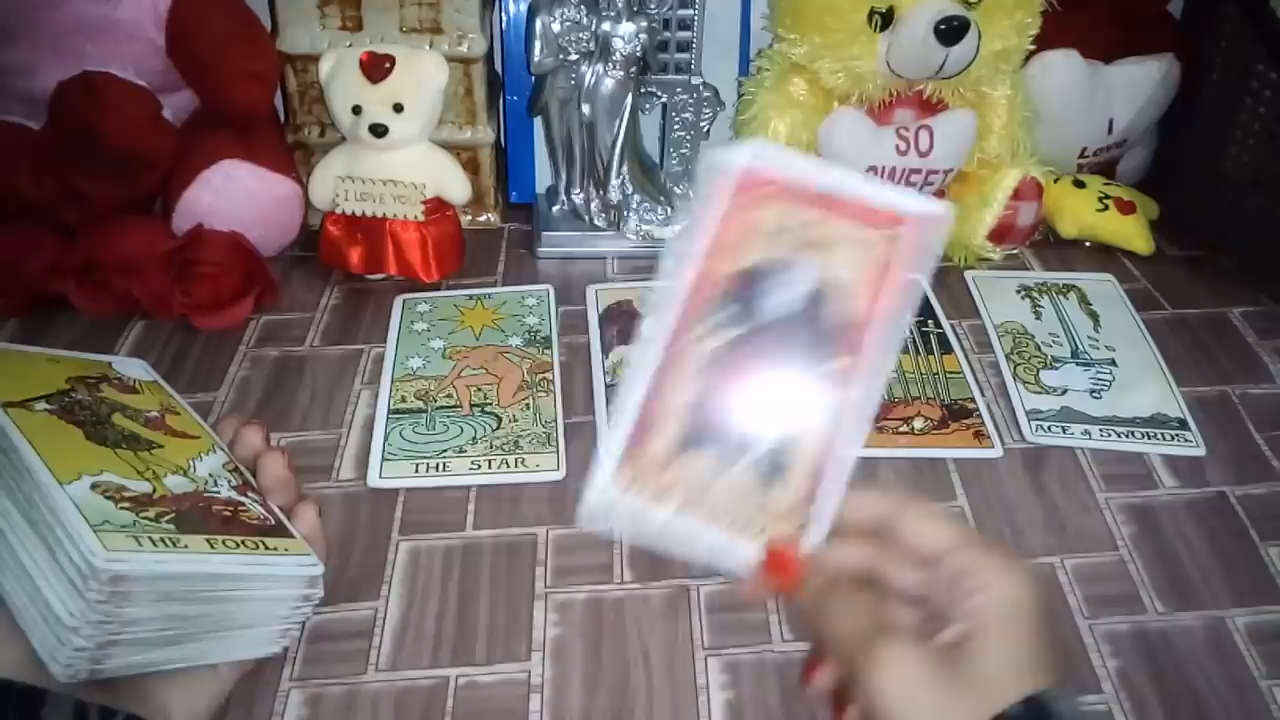 I LOVE YOU
SO
SWEET
I
Love
THE STAR.
ACE of SWORDS.
THE FOOL.